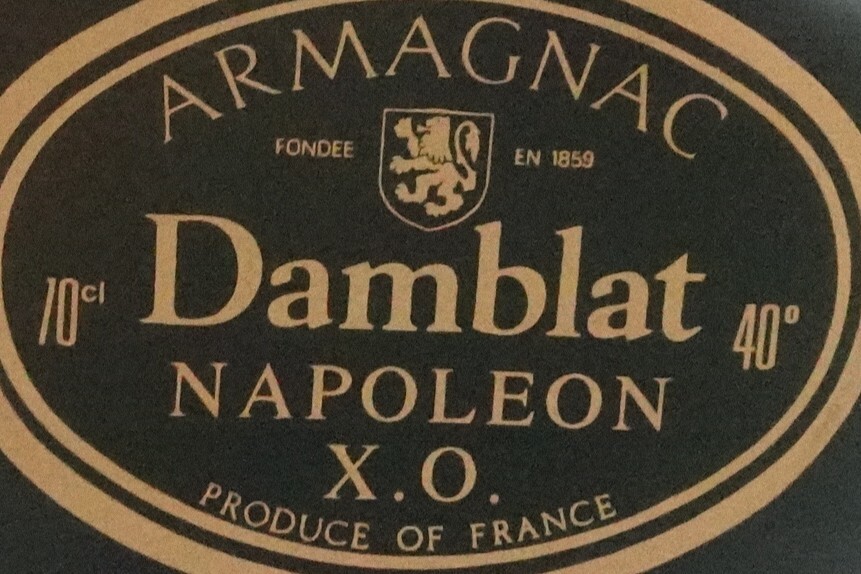 ARMAGNAC
FONDEE EN 1859
Damblat
70cl 40°
NAPOLEON
X.O.
PRODUCE OF FRANCE